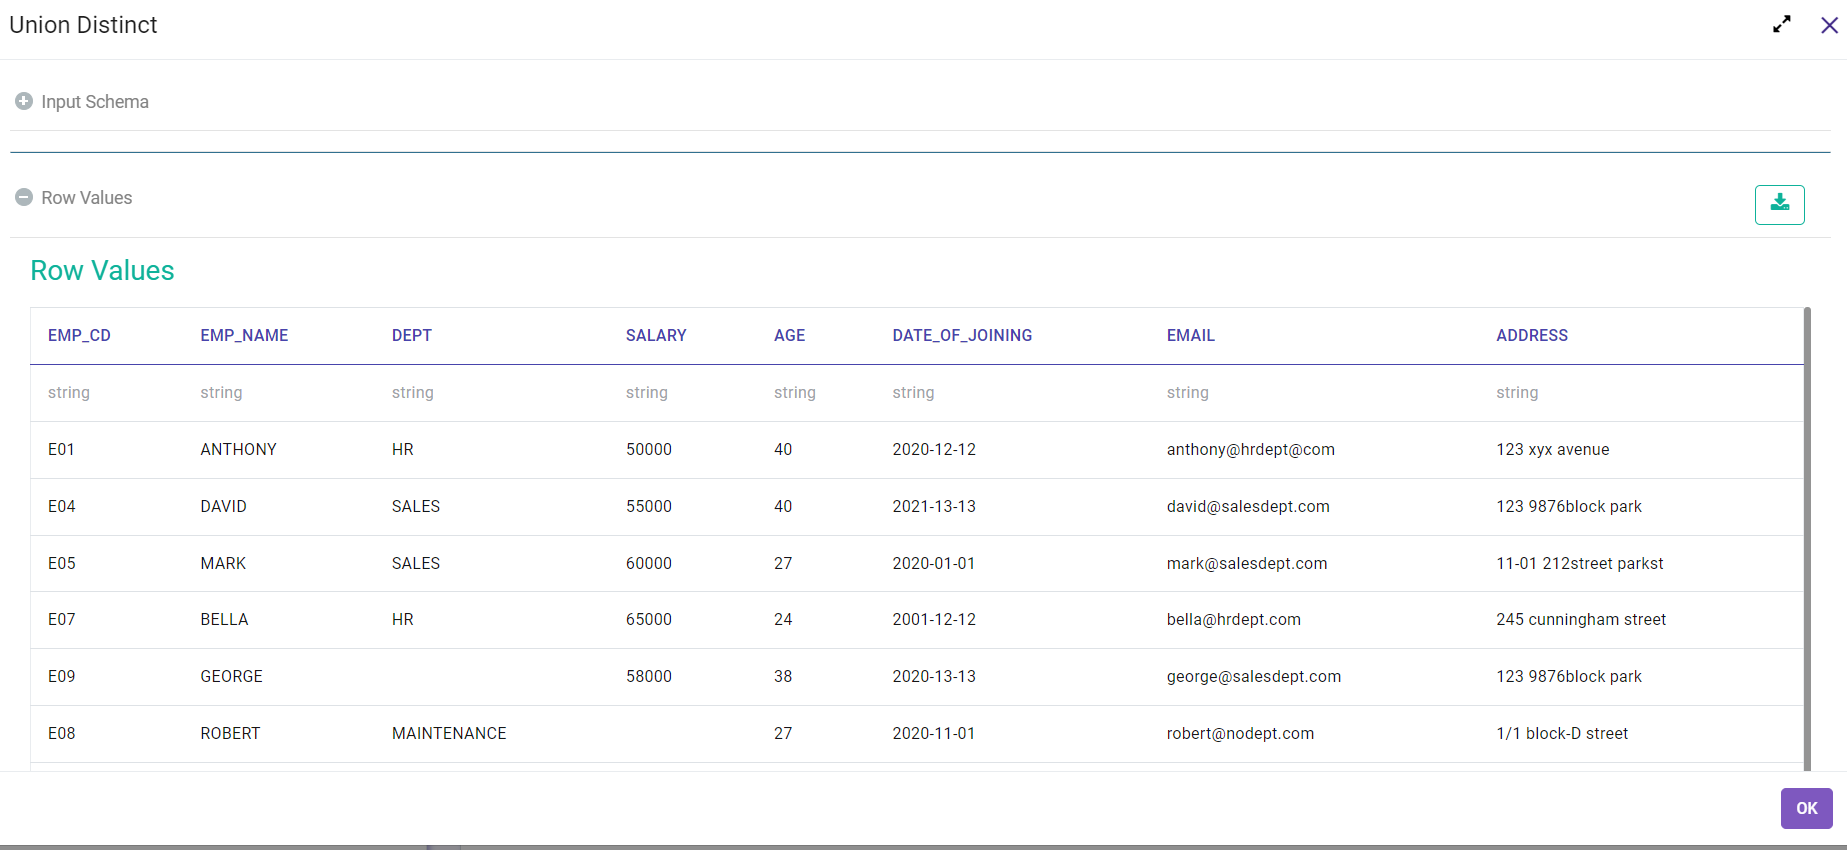 Union Distinct
Input Schema
Row Values
Row Values
EMP_CD EMP_NAME DEPT SALARY AGE DATE_OF_JOINING EMAIL ADDRESS
string string string string string string string string
E01 ANTHONY HR 50000 40 2020-12-12 anthony@hrdept@com 123 xyx avenue
E04 DAVID SALES 55000 40 2021-13-13 david@salesdept.com 123 9876block park
E05 MARK SALES 60000 27 2020-01-01 mark@salesdept.com 11-01 212street parkst
E07 BELLA HR 65000 24 2001-12-12 bella@hrdept.com 245 cunningham street
E09 GEORGE 58000 38 2020-13-13 george@salesdept.com 123 9876block park
E08 ROBERT MAINTENANCE 27 2020-11-01 robert@nodept.com 1/1 block-D street
OK